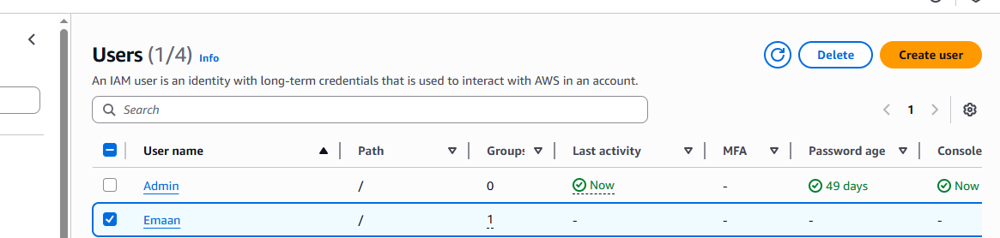 Users (1/4) Info
Delete
Create user
An IAM user is an identity with long-term credentials that is used to interact with AWS in an account.
Search
1
User name Path Groups Last activity MFA Password age Console
Admin / 0 Now - 49 days Now
Emaan / 1 - - - -